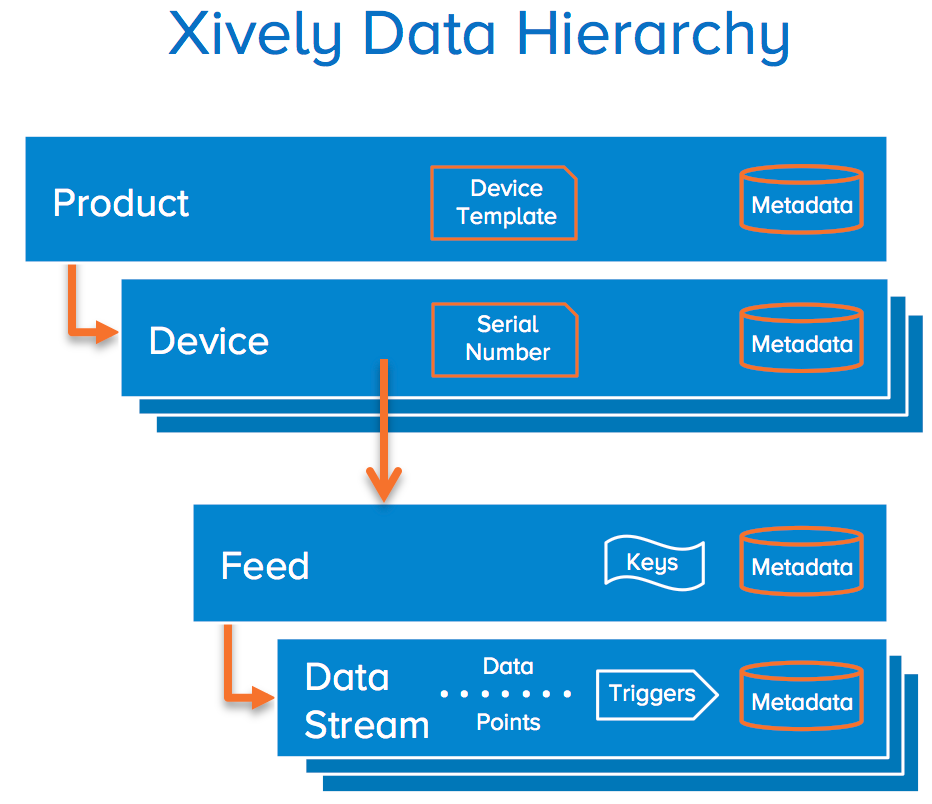 Xively Data Hierarchy
Product
Device
Template
Metadata
Device
Serial
Number
Metadata
Feed
Keys
Metadata
Data
Stream
Data
Points
Triggers
Metadata